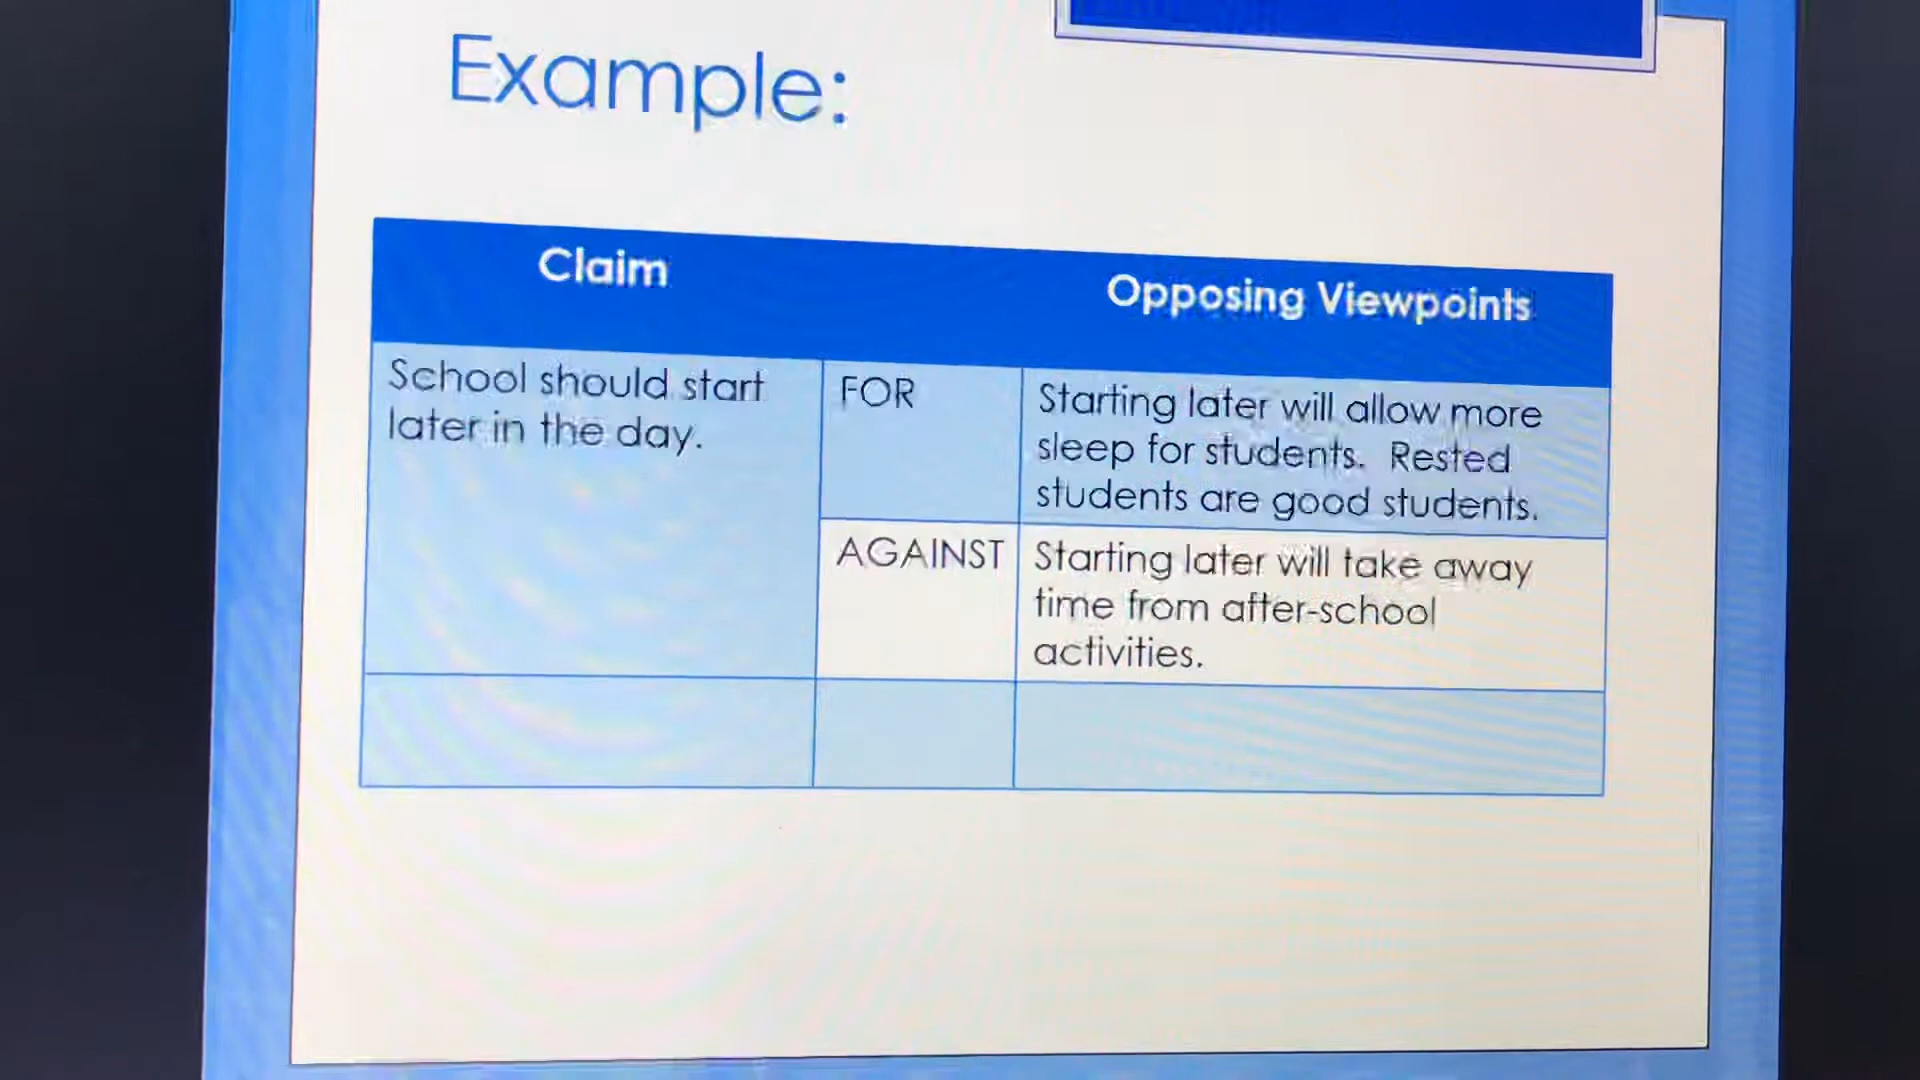 Example:
Claim
Opposing Viewpoints
School should start
later in the day.
FOR
Starting later will allow more
sleep for students. Rested
students are good students.
AGAINST
Starting later will take away
time from after-school
activities.